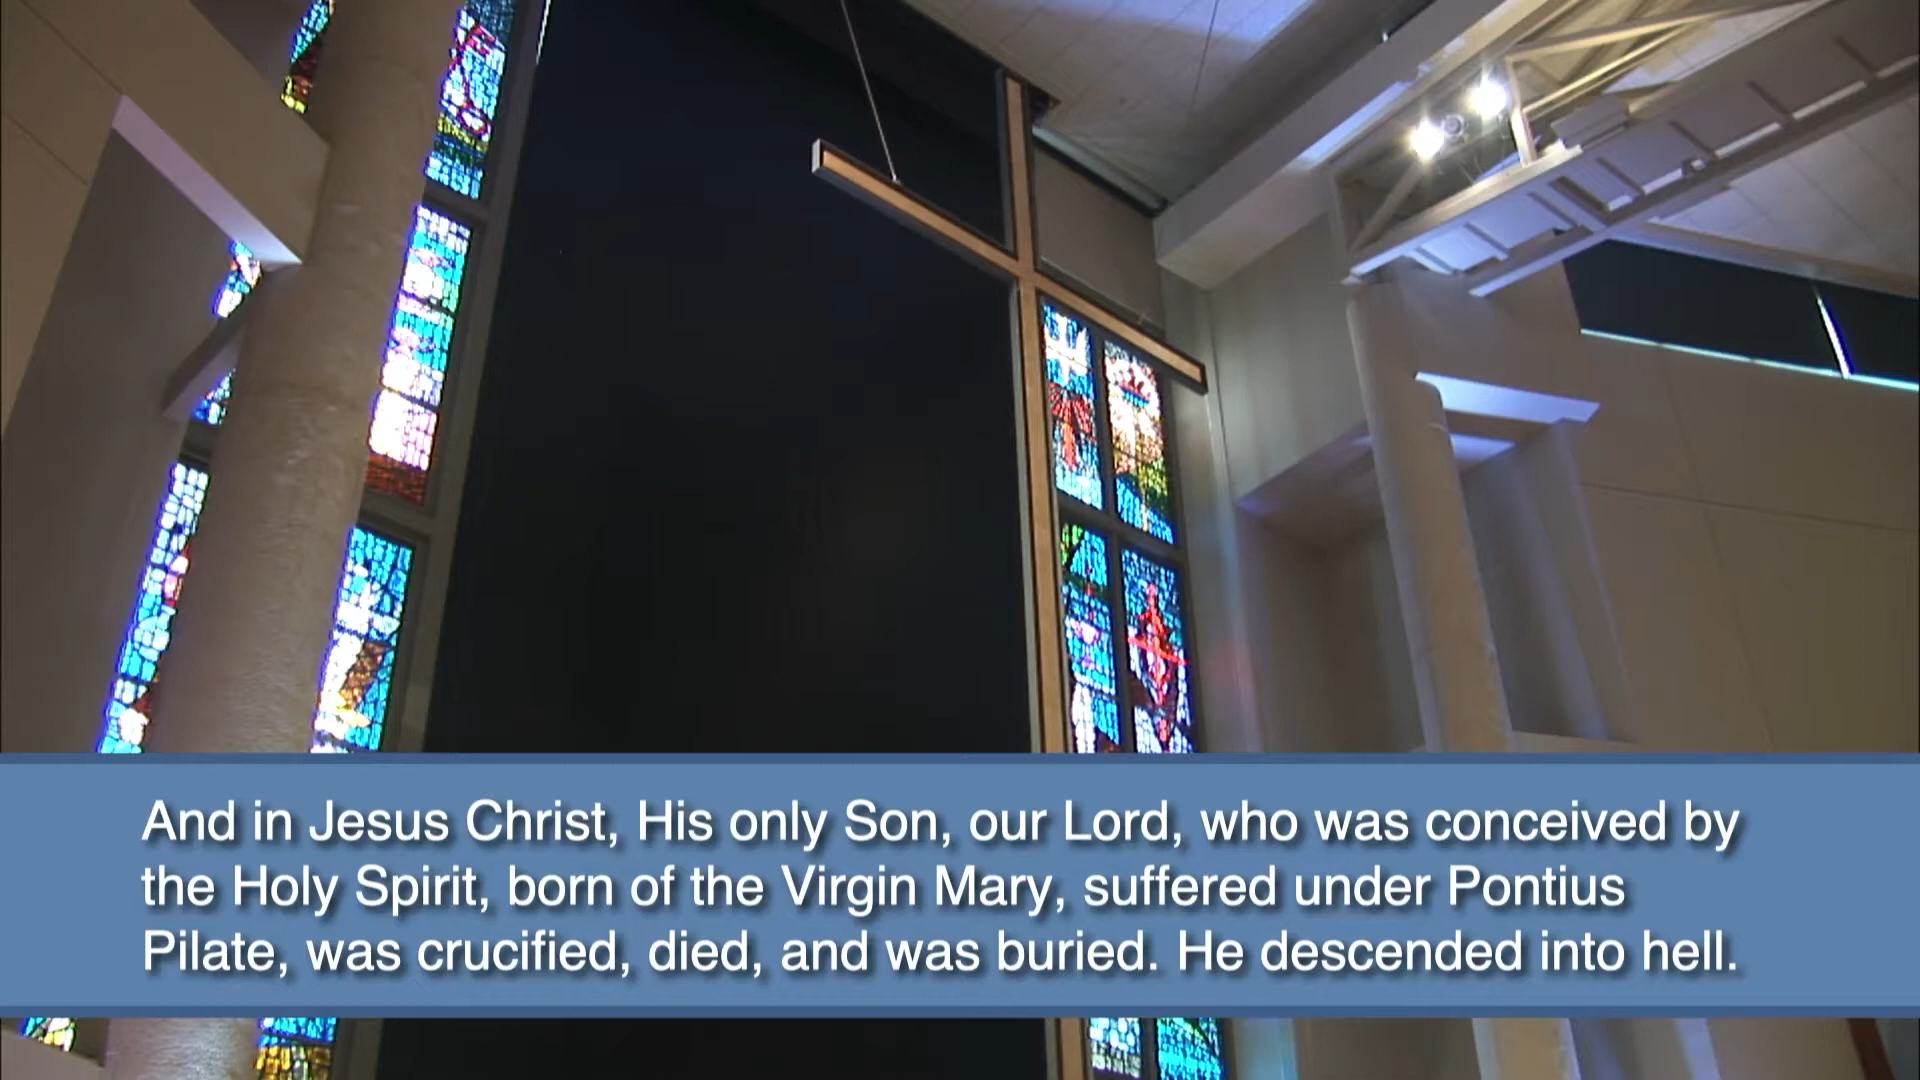 And in Jesus Christ, His only Son, our Lord, who was conceived by
the Holy Spirit, born of the Virgin Mary, suffered under Pontius
Pilate, was crucified, died, and was buried. He descended into hell.